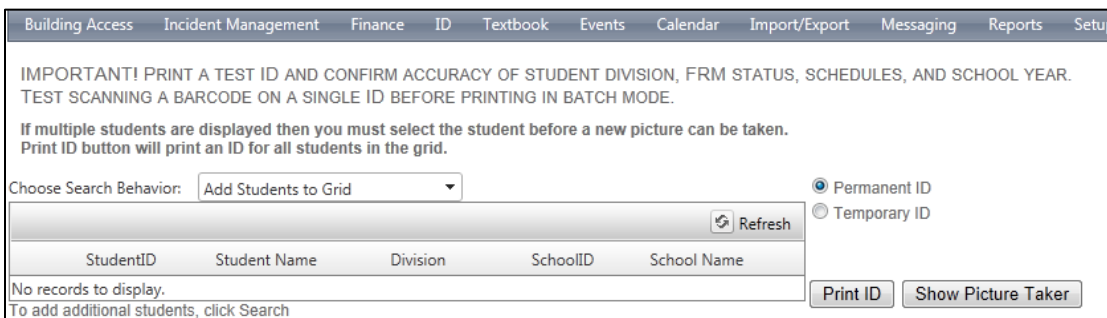 Building Access Incident Management Finance ID Textbook Events Calendar Import/Export Messaging Reports Setu
IMPORTANT! PRINT A TEST ID AND CONFIRM ACCURACY OF STUDENT DIVISION, FRM STATUS, SCHEDULES, AND SCHOOL YEAR.
TEST SCANNING A BARCODE ON A SINGLE ID BEFORE PRINTING IN BATCH MODE.
If multiple students are displayed then you must select the student before a new picture can be taken.
Print ID button will print an ID for all students in the grid.
Choose Search Behavior: Add Students to Grid
Permanent ID
Temporary ID
Refresh
StudentID Student Name Division SchoolID School Name
No records to display.
Print ID Show Picture Taker
To add additional students, click Search